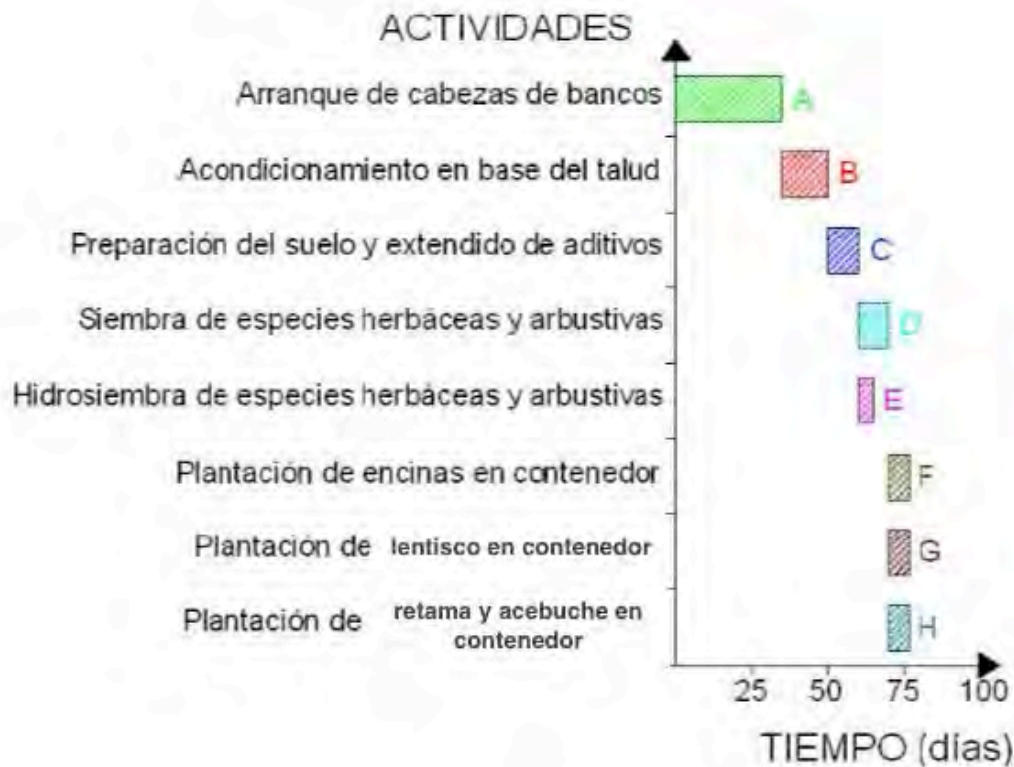 ACTIVIDADES
Arranque de cabezas de bancos A
Acondicionamiento en base del talud B
Preparación del suelo y extendido de aditivos C
Siembra de especies herbáceas y arbustivas D
Hidrosiembra de especies herbáceas y arbustivas E
Plantación de encinas en contenedor F
Plantación de lentisco en contenedor G
Plantación de retama y acebuche en
contenedor H
25 50 75 100
TIEMPO (días)